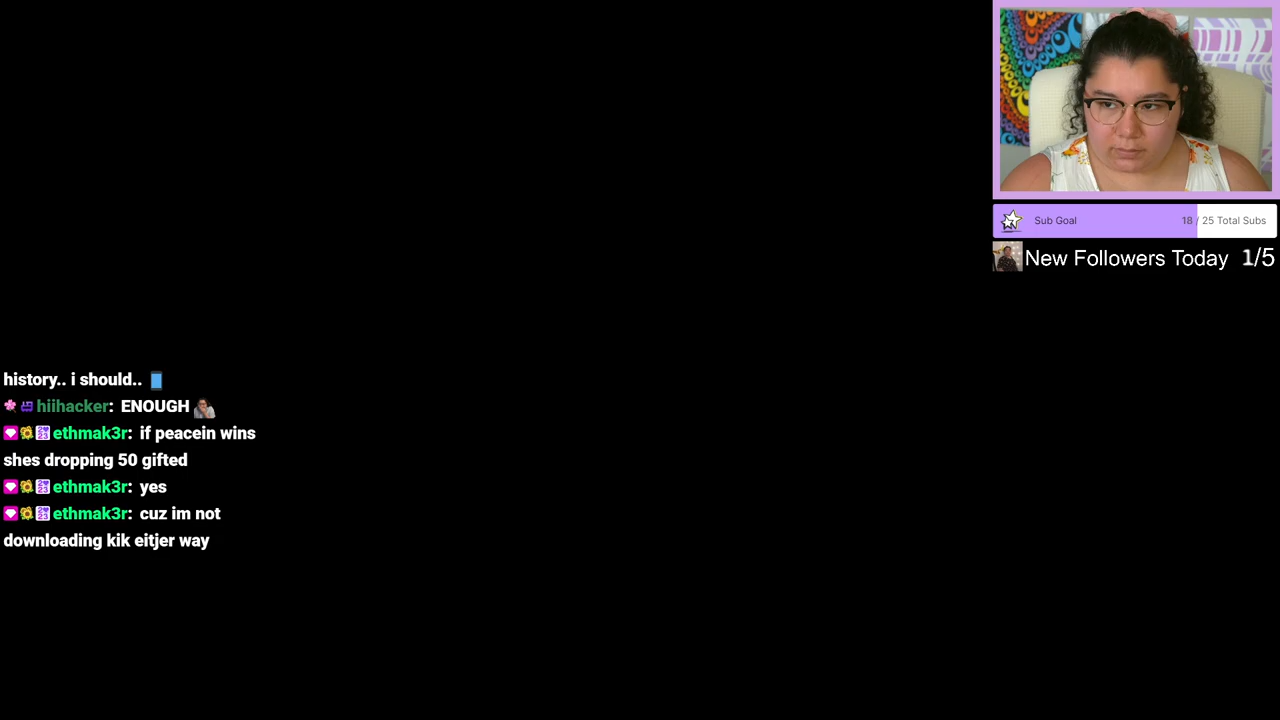 Sub Goal 18 / 25 Total Subs
New Followers Today 1/5
history.. i should..
hiihacker: ENOUGH
ethmak3r: if peacein wins
shes dropping 50 gifted
ethmak3r: yes
ethmak3r: cuz im not
downloading kik eitjer way